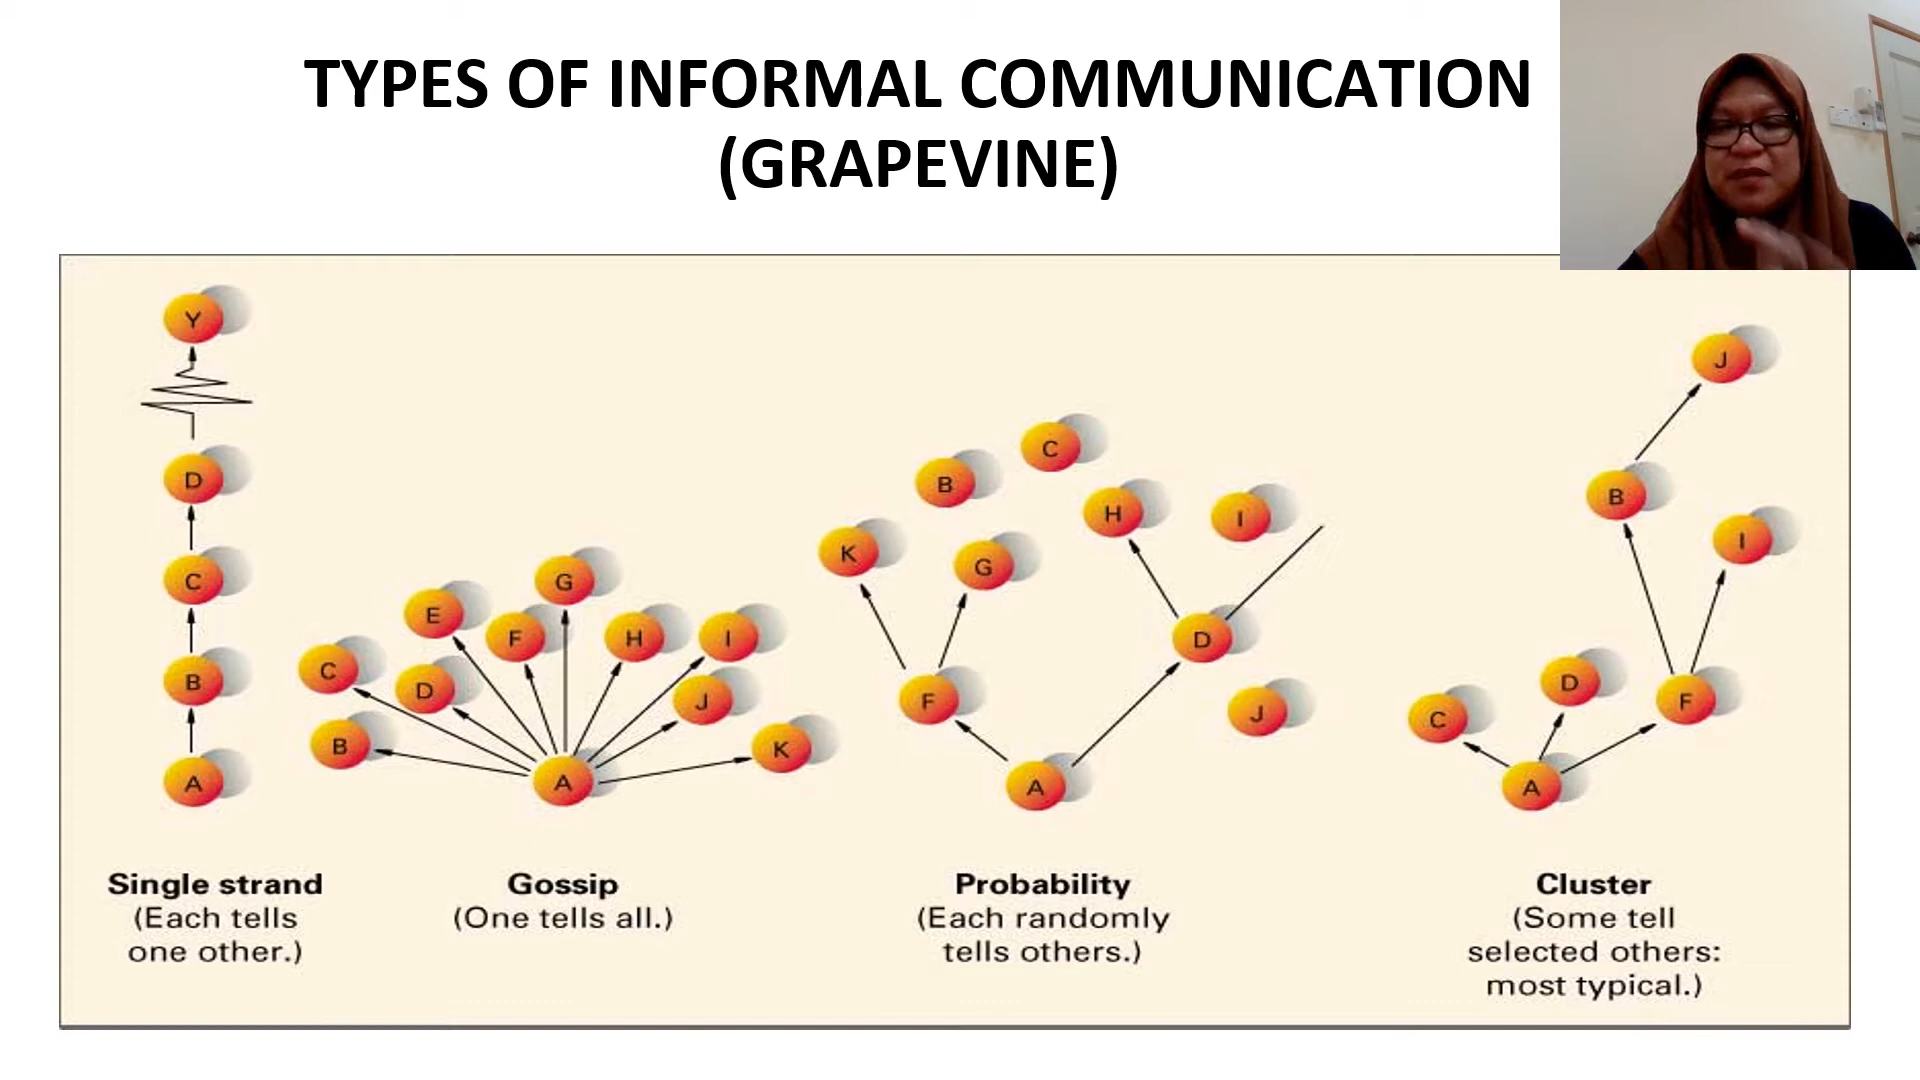 TYPES OF INFORMAL COMMUNICATION
(GRAPEVINE)
Y
D
C
B
A
G
E
F
H
I
C
D
J
B
K
A
C
B
H
I
K
G
D
F
J
A
J
B
I
D
F
C
A
Single strand
(Each tells
one other.)
Gossip
(One tells all.)
Probability
(Each randomly
tells others.)
Cluster
(Some tell
selected others:
most typical.)